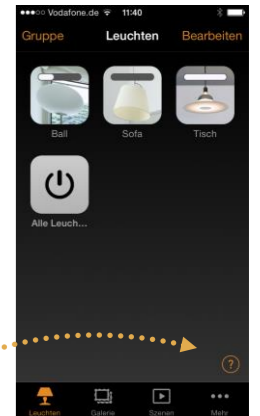 Vodafone.de 11:40
Gruppe Leuchten Bearbeiten
Ball Sofa Tisch
Alle Leuch...
?
Leuchten Galerie Szenen Mehr